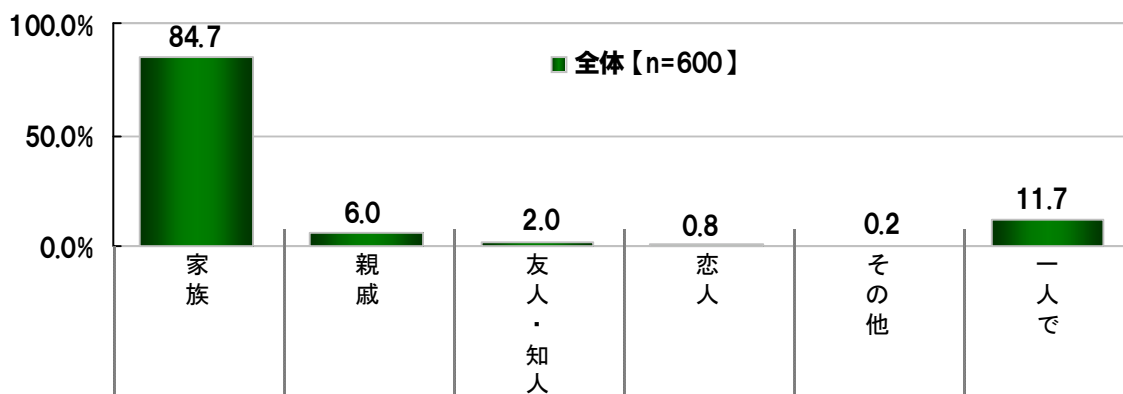 100.0%
50.0%
0.0%
全体【n=600】
84.7
6.0
2.0
0.8
0.2
11.7
家族
親戚
友人・知人
恋人
その他
一人で